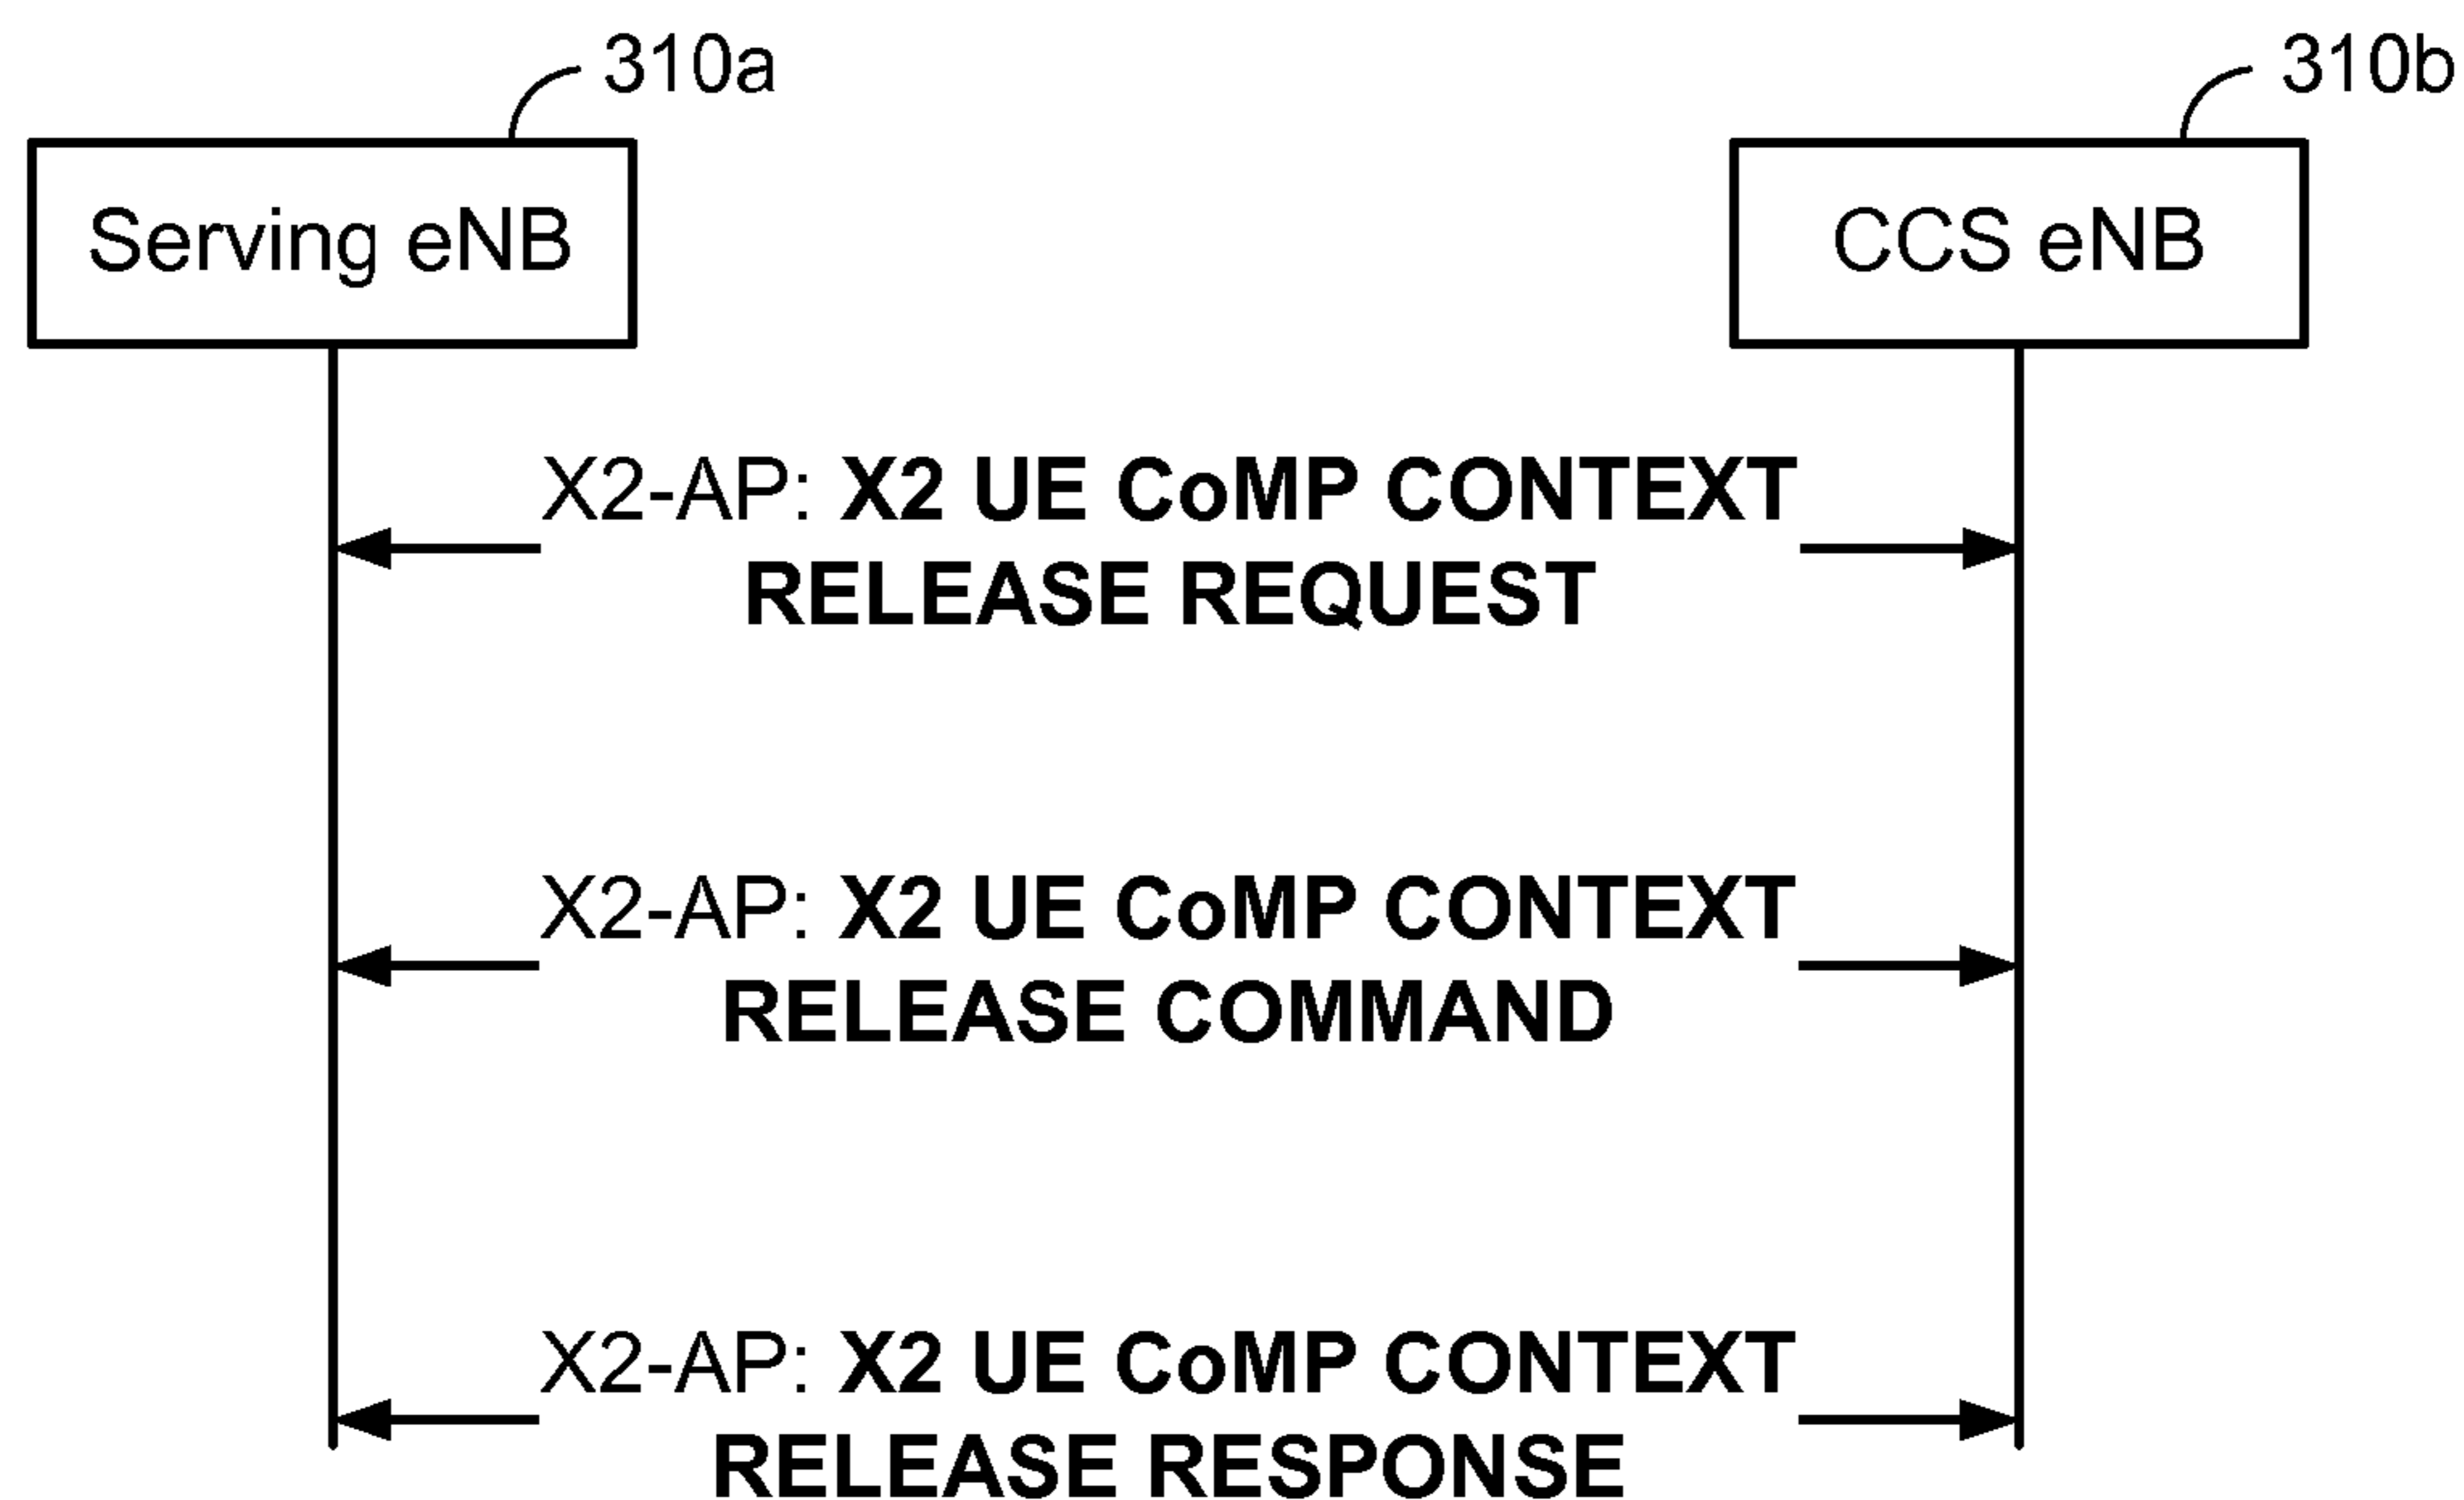 310a
310b
Serving eNB
CCS eNB
X2-AP: X2 UE CoMP CONTEXT
RELEASE REQUEST
X2-AP: X2 UE CoMP CONTEXT
RELEASE COMMAND
X2-AP: X2 UE CoMP CONTEXT
RELEASE RESPONSE